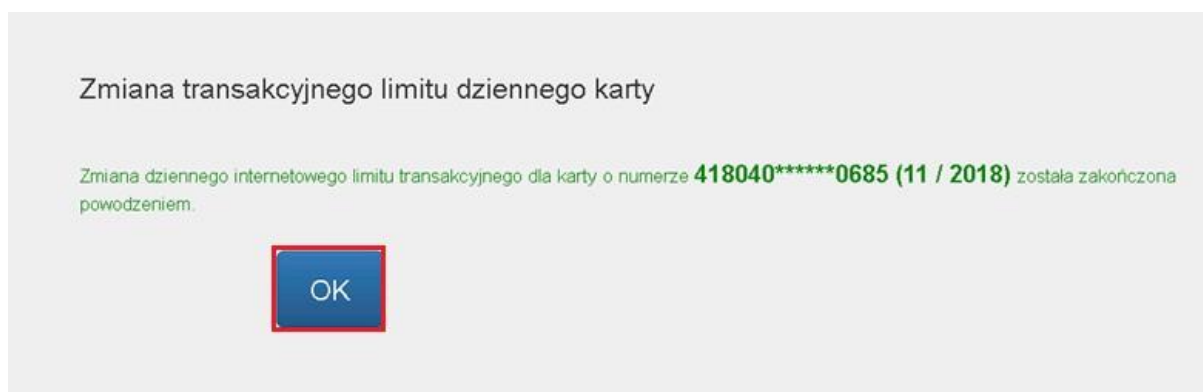 Zmiana transakcyjnego limitu dziennego karty
Zmiana dziennego internetowego limitu transakcyjnego dla karty o numerze 418040******0685 (11 / 2018) została zakończona
powodzeniem.
OK